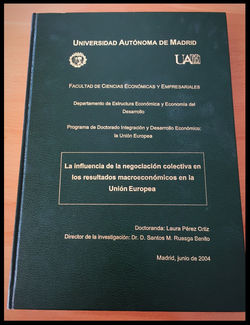 UNIVERSIDAD AUTÓNOMA DE MADRID
UA
FACULTAD DE CIENCIAS ECONÓMICAS Y EMPRESARIALES
Departamento de Estructura Económica y Economía del
Desarrollo
Programa de Doctorado Integración y Desarrollo Económico:
la Unión Europea
La influencia de la negociación colectiva en
los resultados macroeconómicos en la
Unión Europea
Doctoranda: Laura Pérez Ortiz
Director de la investigación: Dr. D. Santos M. Ruesga Benito
Madrid, junio de 2004